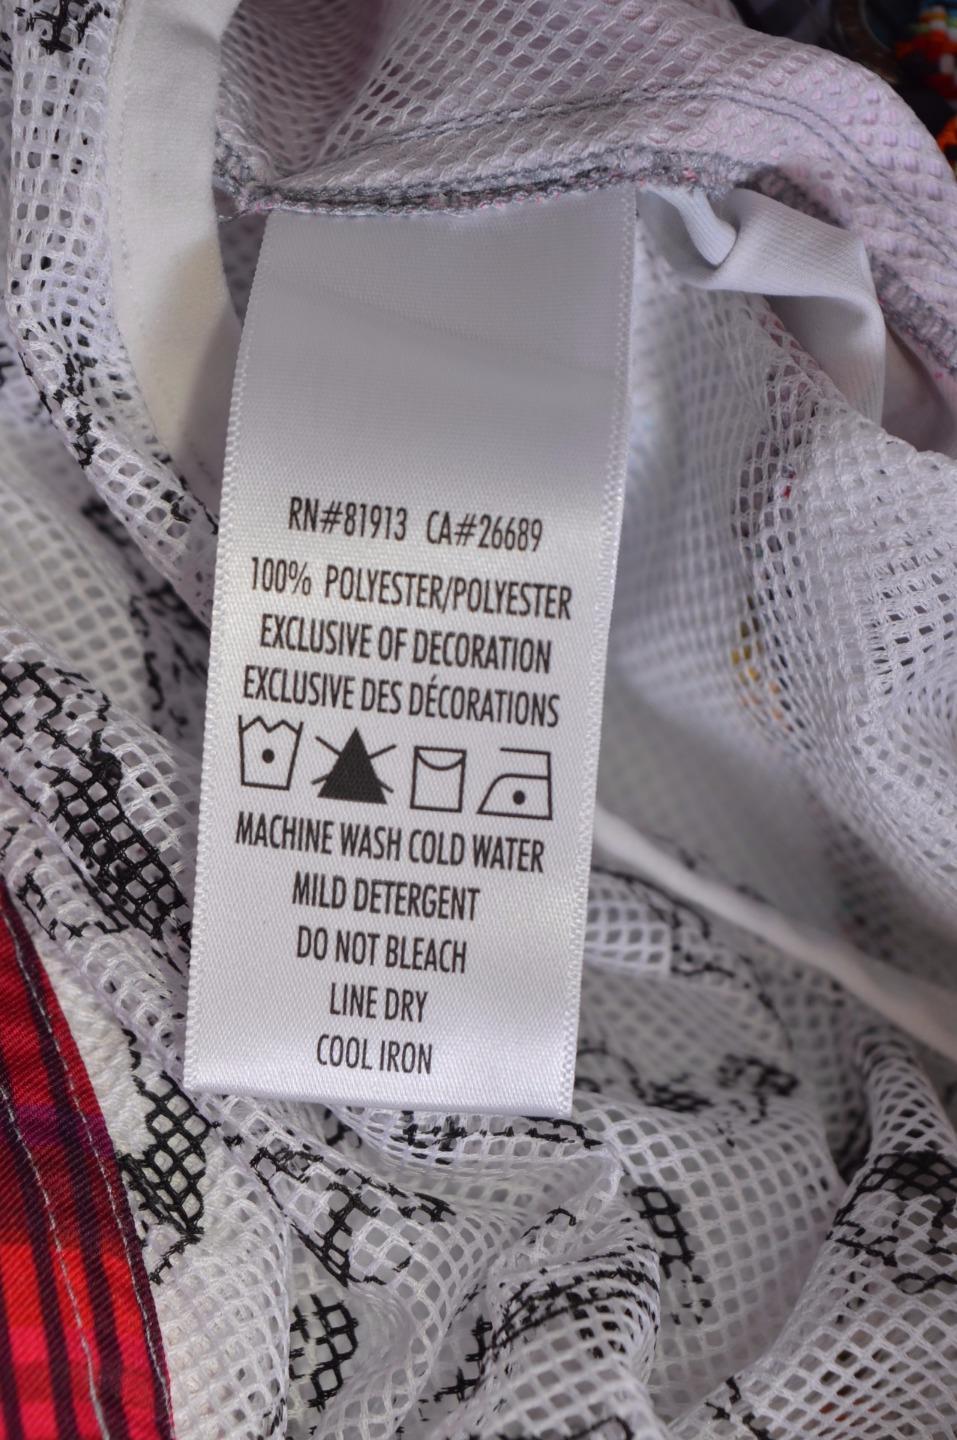 RN#81913 CA#26689
100% POLYESTER/POLYESTER
EXCLUSIVE OF DECORATION
EXCLUSIVE DES DÉCORATIONS
MACHINE WASH COLD WATER
MILD DETERGENT
DO NOT BLEACH
LINE DRY
COOL IRON